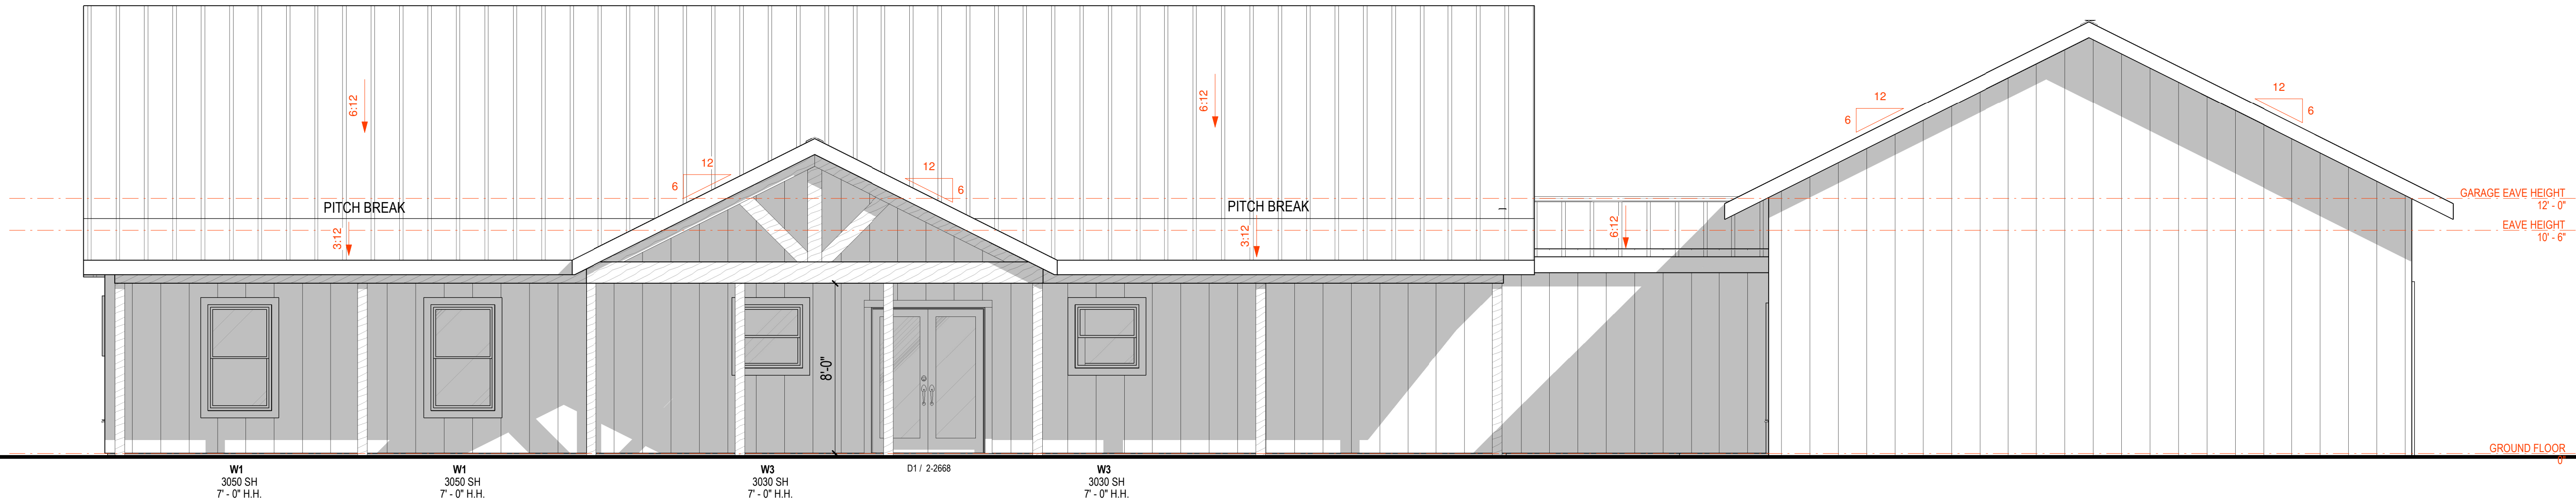 12
6
12
6
6:12
6:12
12
6
12
6
GARAGE EAVE HEIGHT
12' - 0"
PITCH BREAK
PITCH BREAK
EAVE HEIGHT
10' - 6"
3:12
3:12
6:12
8'-0"
GROUND FLOOR
0"
W1
3050 SH
7' - 0" H.H.
W1
3050 SH
7' - 0" H.H.
W3
3030 SH
7' - 0" H.H.
D1 / 2-2668
W3
3030 SH
7' - 0" H.H.